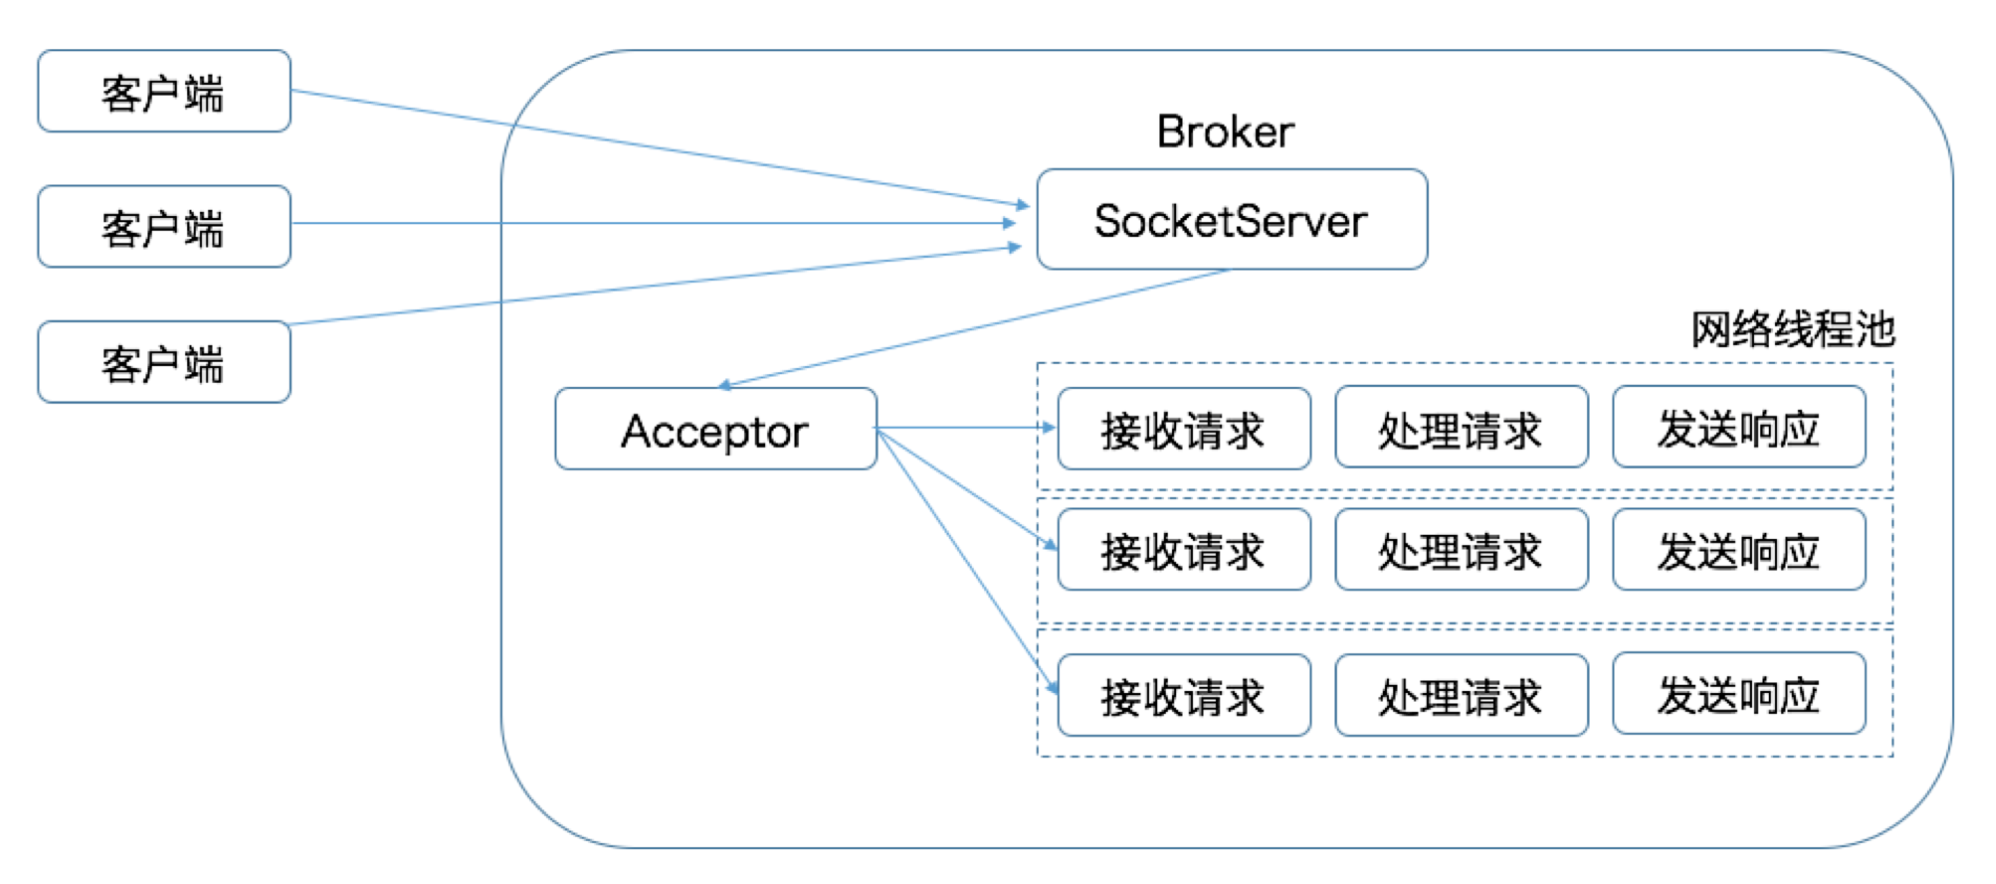 客户端
客户端
客户端
Broker
SocketServer
Acceptor
网络线程池
接收请求 处理请求 发送响应
接收请求 处理请求 发送响应
接收请求 处理请求 发送响应